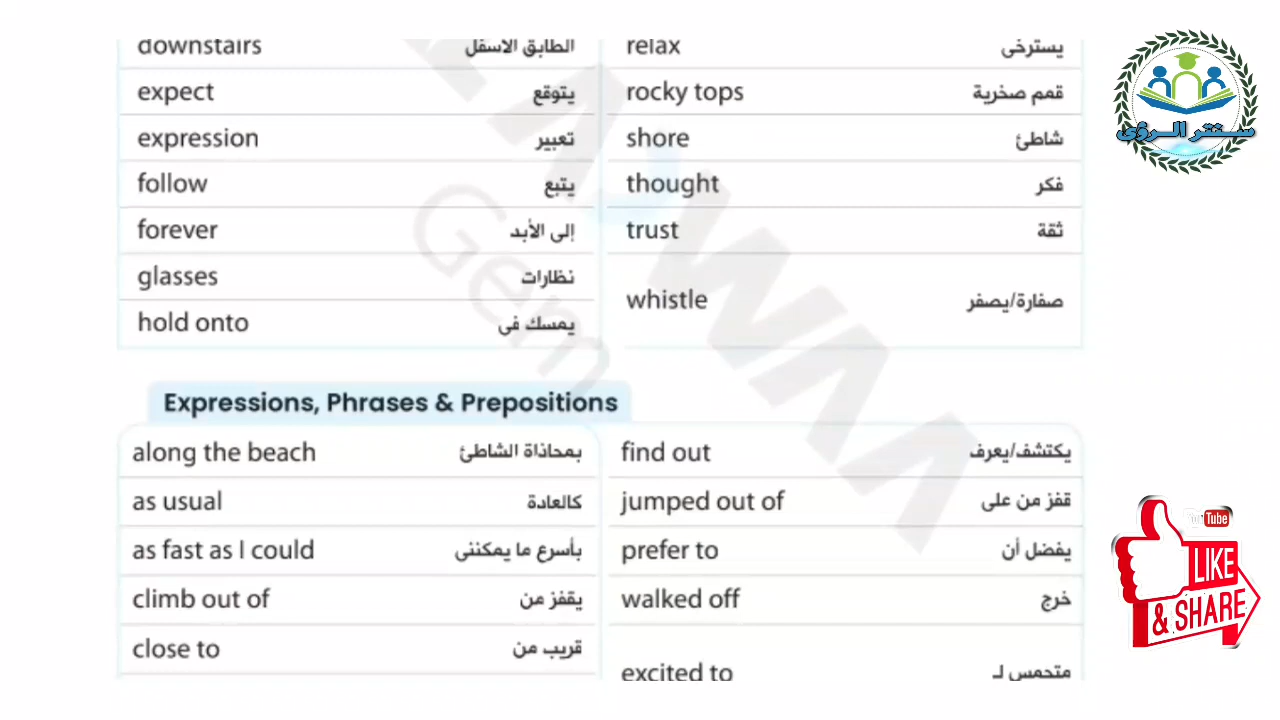 downstairs الطابق الاسفل relax يسترخى
expect يتوقع rocky tops قمم صخرية
expression تعبير shore شاطئ
follow يتبع thought فكر
forever إلى الأبد trust ثقة
glasses نظارات whistle صفارة/يصفر
hold onto يمسك فى
Expressions, Phrases & Prepositions
along the beach بمحاذاة الشاطئ find out يكتشف/يعرف
as usual كالعادة jumped out of قفز من على
as fast as I could بأسرع ما يمكننى prefer to يفضل أن
climb out of يقفز من walked off خرج
close to قريب من excited to متحمس لـ
Gem
سنتر الرؤى
YouTube
LIKE
& SHARE